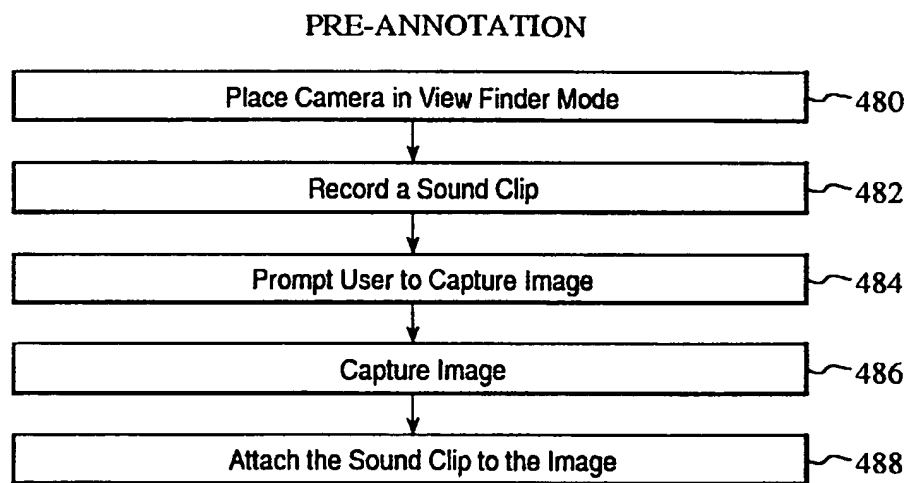 PRE-ANNOTATION
Place Camera in View Finder Mode 480
Record a Sound Clip 482
Prompt User to Capture Image 484
Capture Image 486
Attach the Sound Clip to the Image 488